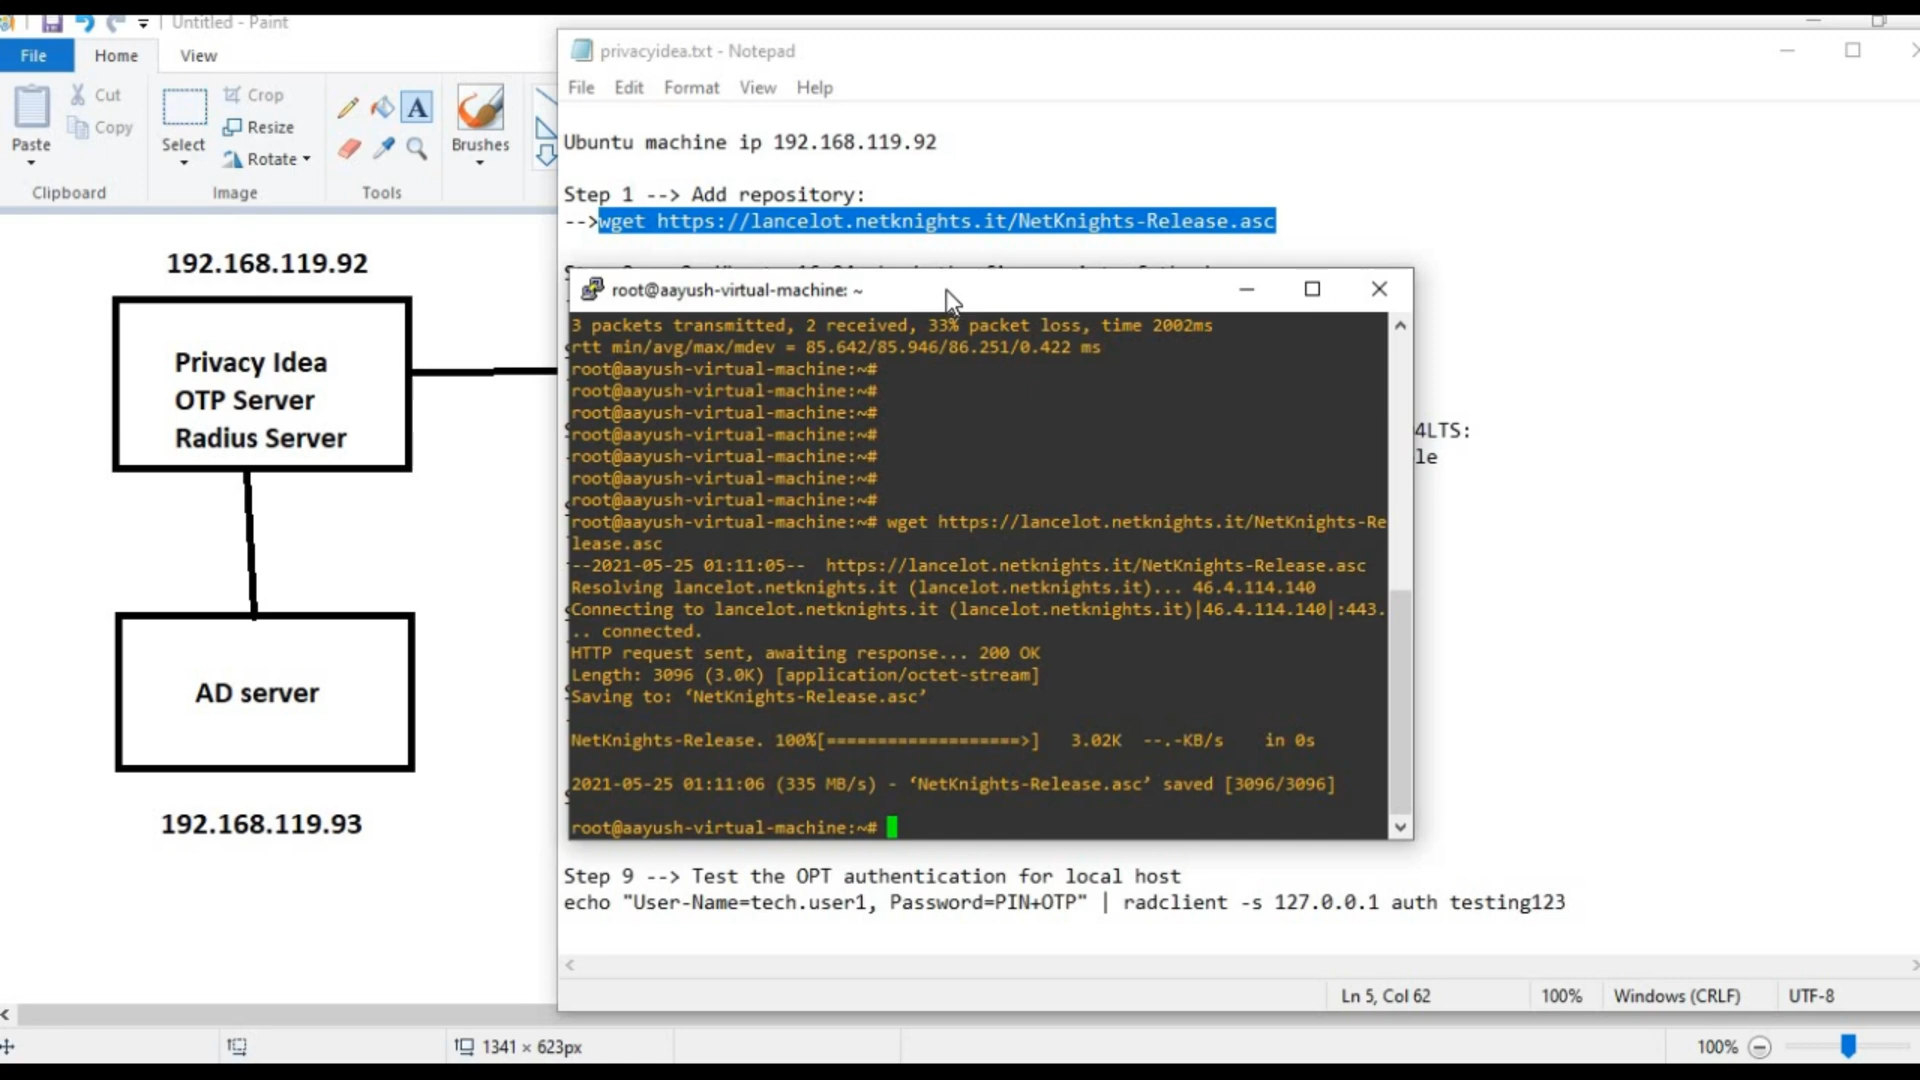 Untitled - Paint
File
Home
View
Paste
Cut
Copy
Clipboard
Select
Crop
Resize
Rotate
Image
Tools
Brushes
192.168.119.92
Privacy Idea
OTP Server
Radius Server
AD server
192.168.119.93
1341 × 623px
100%
privacyidea.txt - Notepad
File Edit Format View Help
Ubuntu machine ip 192.168.119.92
Step 1 --> Add repository:
-->wget https://lancelot.netknights.it/NetKnights-Release.asc
4LTS:
le
root@aayush-virtual-machine: ~
3 packets transmitted, 2 received, 33% packet loss, time 2002ms
rtt min/avg/max/mdev = 85.642/85.946/86.251/0.422 ms
root@aayush-virtual-machine:~#
root@aayush-virtual-machine:~#
root@aayush-virtual-machine:~#
root@aayush-virtual-machine:~#
root@aayush-virtual-machine:~#
root@aayush-virtual-machine:~#
root@aayush-virtual-machine:~#
root@aayush-virtual-machine:~# wget https://lancelot.netknights.it/NetKnights-Re
lease.asc
--2021-05-25 01:11:05--  https://lancelot.netknights.it/NetKnights-Release.asc
Resolving lancelot.netknights.it (lancelot.netknights.it)... 46.4.114.140
Connecting to lancelot.netknights.it (lancelot.netknights.it)|46.4.114.140|:443.
.. connected.
HTTP request sent, awaiting response... 200 OK
Length: 3096 (3.0K) [application/octet-stream]
Saving to: ‘NetKnights-Release.asc’
NetKnights-Release. 100%[===================>]   3.02K  --.-KB/s    in 0s
2021-05-25 01:11:06 (335 MB/s) - ‘NetKnights-Release.asc’ saved [3096/3096]
root@aayush-virtual-machine:~#
Step 9 --> Test the OPT authentication for local host
echo "User-Name=tech.user1, Password=PIN+OTP" | radclient -s 127.0.0.1 auth testing123
Ln 5, Col 62
100%
Windows (CRLF)
UTF-8